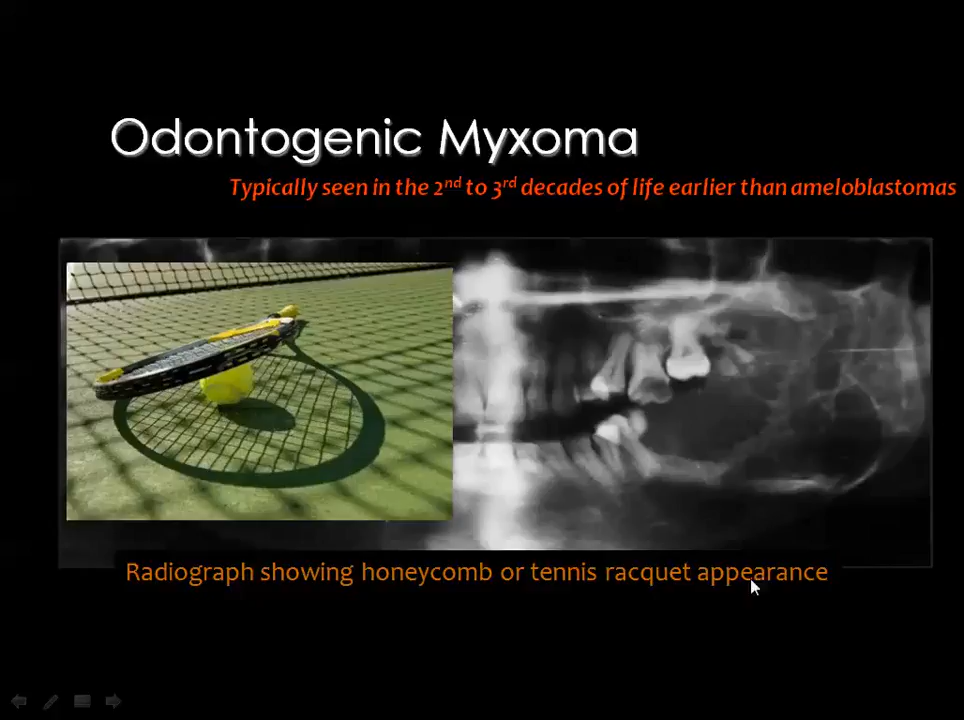 Odontogenic Myxoma
Typically seen in the 2nd to 3rd decades of life earlier than ameloblastomas
Radiograph showing honeycomb or tennis racquet appearance